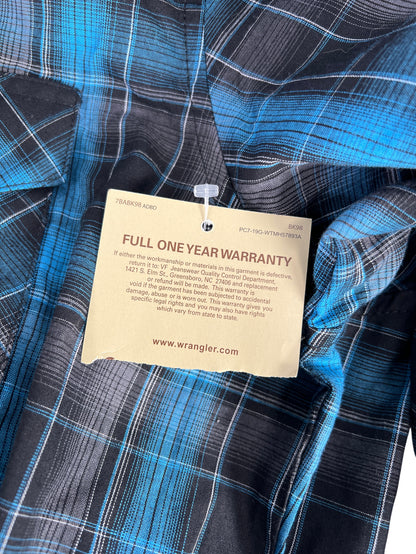 7BABK98 ADBD
BK98
PC7-19G-WTMH57893A
FULL ONE YEAR WARRANTY
If either the workmanship or materials in this garment is defective,
return it to: VF Jeanswear Quality Control Department,
1421 S. Elm St., Greensboro, NC 27406 and replacement
or refund will be made. This warranty is
void if the garment has been subjected to accidental
damage, abuse or is worn out. This warranty gives you
specific legal rights and you may also have rights
which vary from state to state.
www.wrangler.com